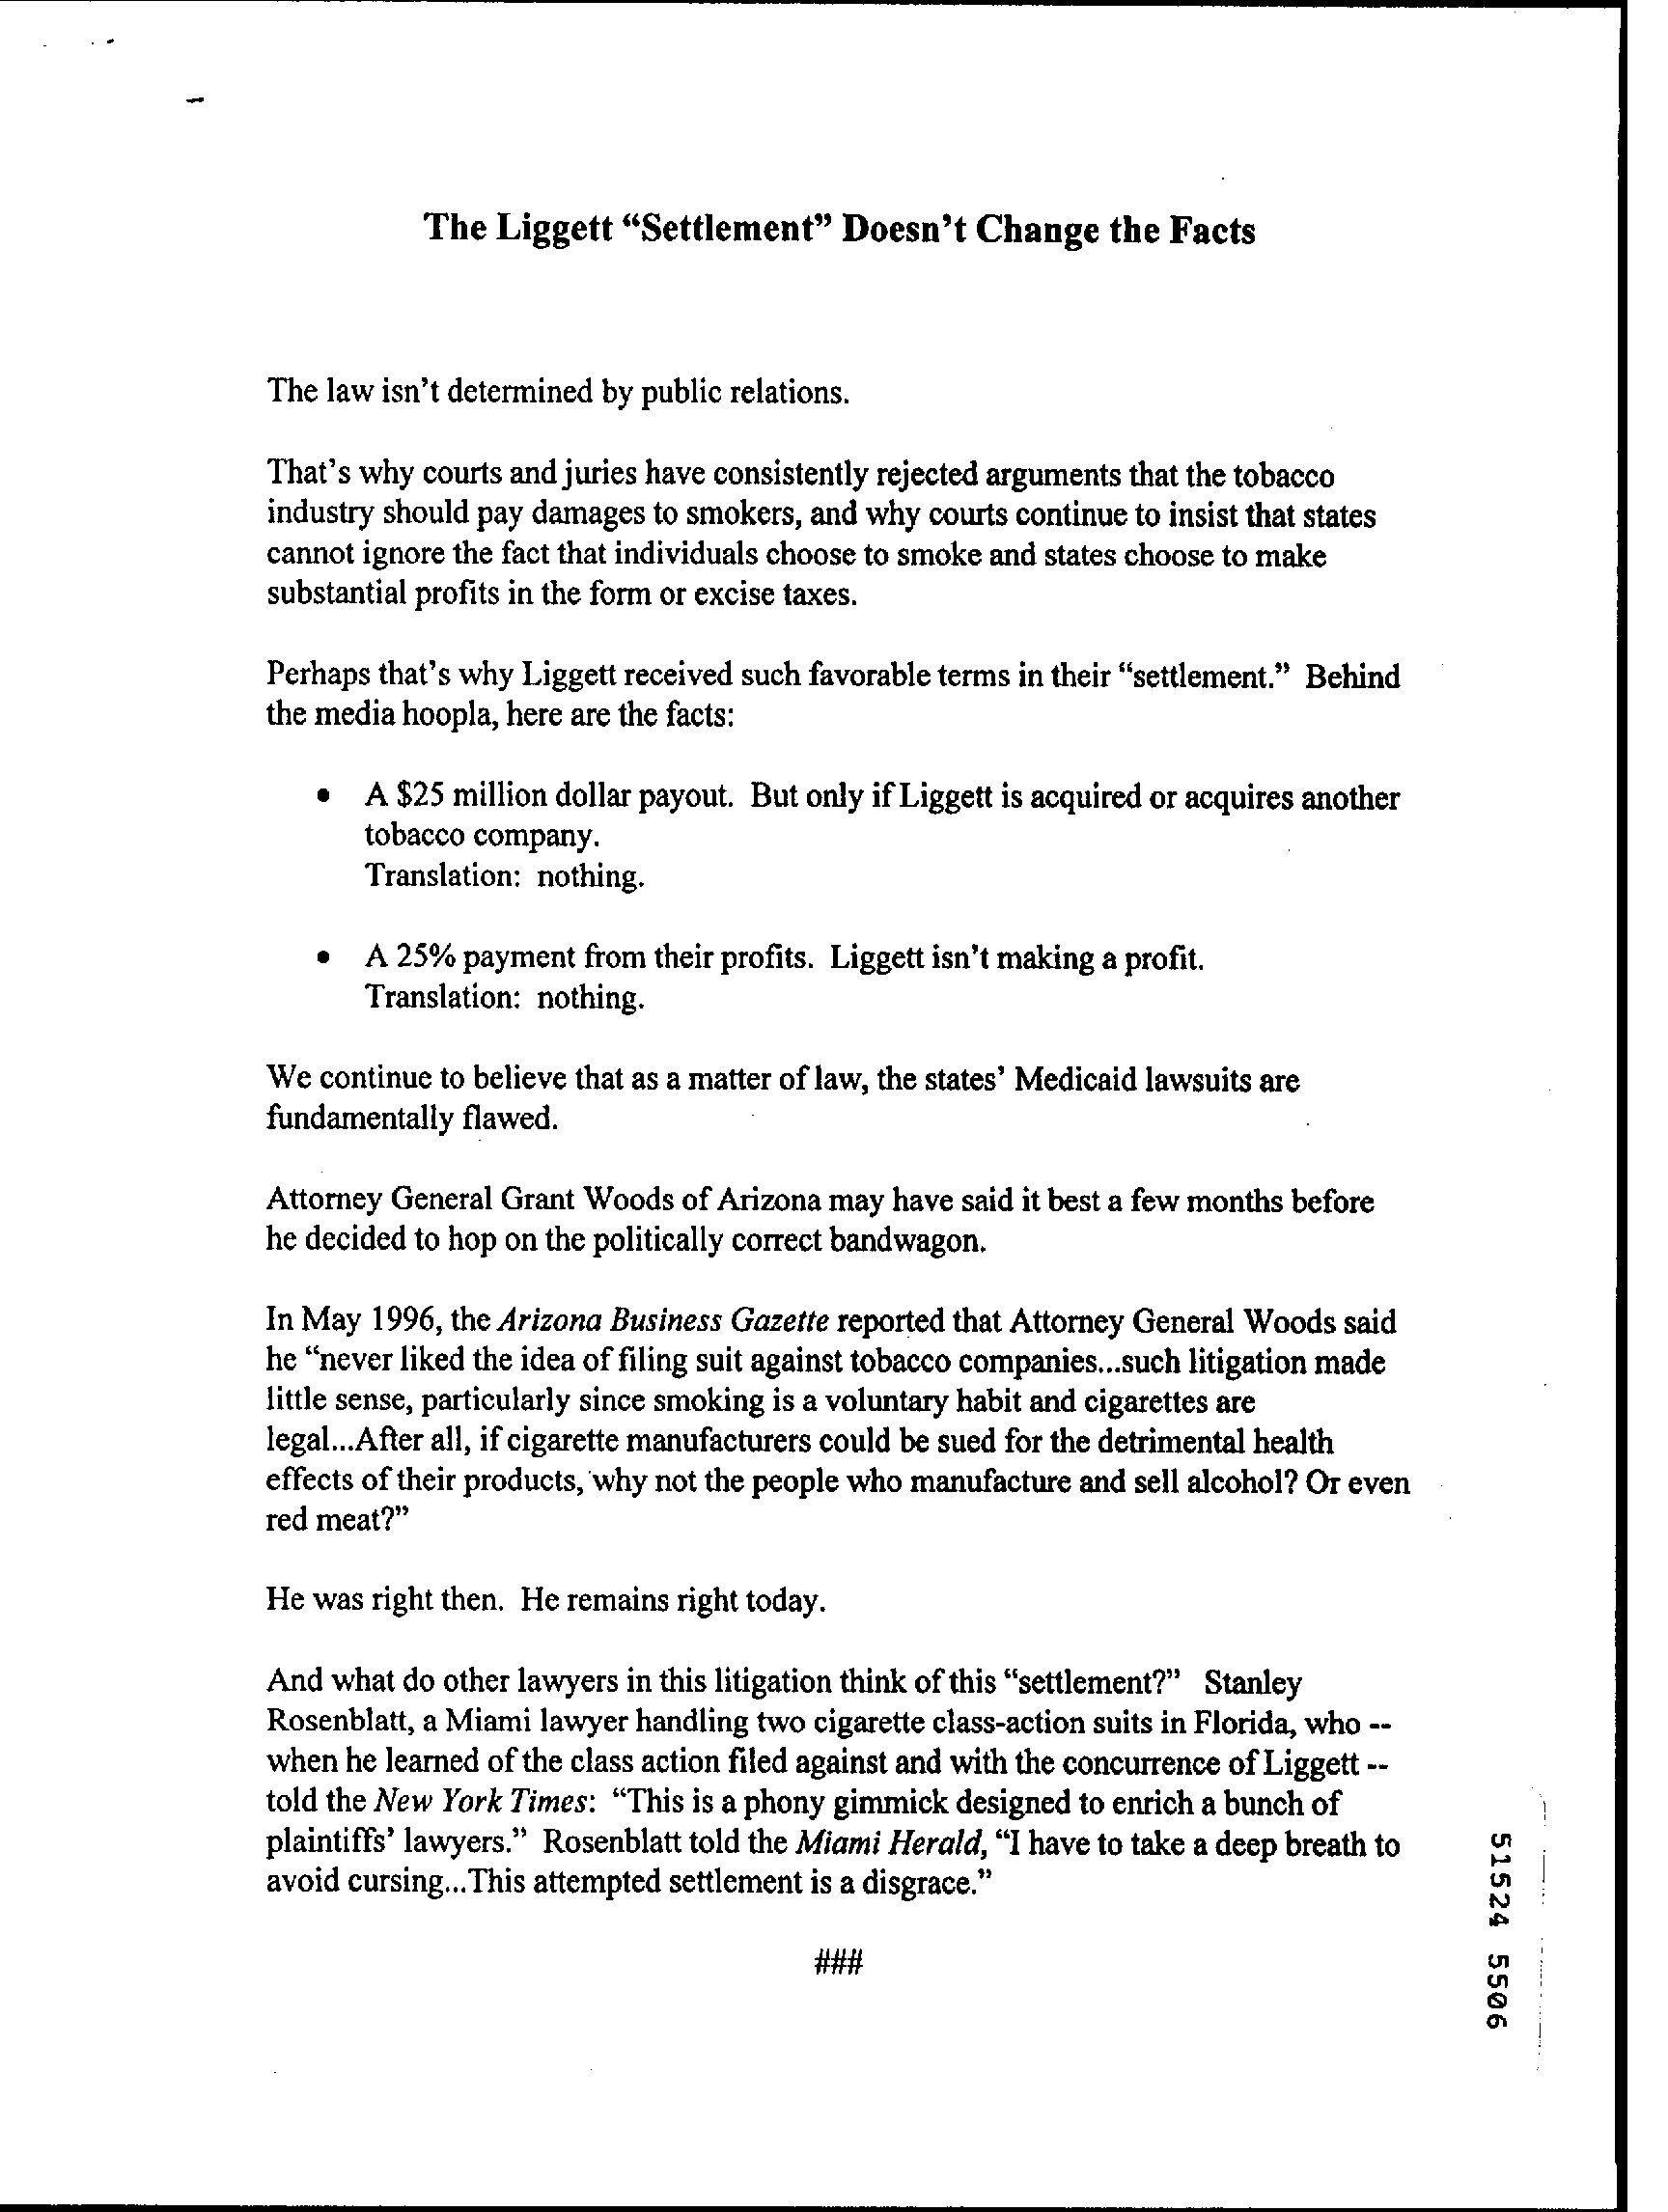 The Liggett “Settlement” Doesn’t Change the Facts
The law isn’t determined by public relations.
That’s why courts and juries have consistently rejected arguments that the tobacco
industry should pay damages to smokers, and why courts continue to insist that states
cannot ignore the fact that individuals choose to smoke and states choose to make
substantial profits in the form or excise taxes.
Perhaps that’s why Liggett received such favorable terms in their “settlement.” Behind
the media hoopla, here are the facts:
• A $25 million dollar payout. But only if Liggett is acquired or acquires another
tobacco company.
Translation: nothing.
• A 25% payment from their profits. Liggett isn’t making a profit.
Translation: nothing.
We continue to believe that as a matter of law, the states’ Medicaid lawsuits are
fundamentally flawed.
Attorney General Grant Woods of Arizona may have said it best a few months before
he decided to hop on the politically correct bandwagon.
In May 1996, the Arizona Business Gazette reported that Attorney General Woods said
he “never liked the idea of filing suit against tobacco companies...such litigation made
little sense, particularly since smoking is a voluntary habit and cigarettes are
legal...After all, if cigarette manufacturers could be sued for the detrimental health
effects of their products, why not the people who manufacture and sell alcohol? Or even
red meat?”
He was right then. He remains right today.
And what do other lawyers in this litigation think of this “settlement?” Stanley
Rosenblatt, a Miami lawyer handling two cigarette class-action suits in Florida, who --
when he learned of the class action filed against and with the concurrence of Liggett --
told the New York Times: “This is a phony gimmick designed to enrich a bunch of
plaintiffs’ lawyers.” Rosenblatt told the Miami Herald, “I have to take a deep breath to
avoid cursing...This attempted settlement is a disgrace.”
###
51524 5506